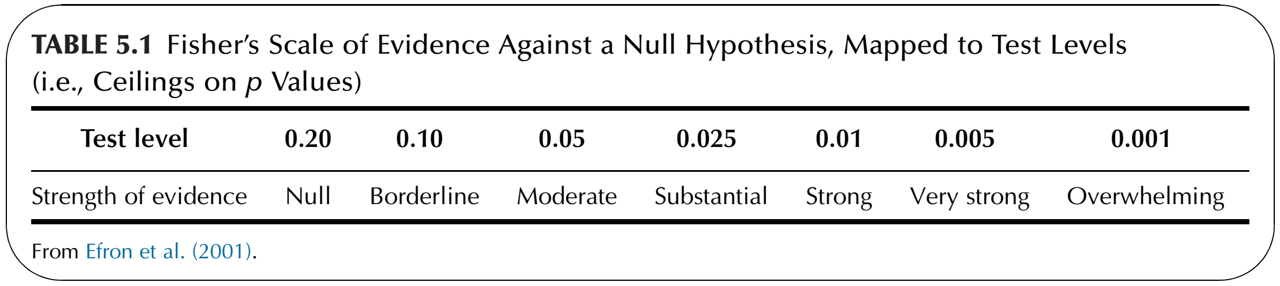 TABLE 5.1 Fisher’s Scale of Evidence Against a Null Hypothesis, Mapped to Test Levels
(i.e., Ceilings on p Values)
Test level 0.20 0.10 0.05 0.025 0.01 0.005 0.001
Strength of evidence Null Borderline Moderate Substantial Strong Very strong Overwhelming
From Efron et al. (2001).